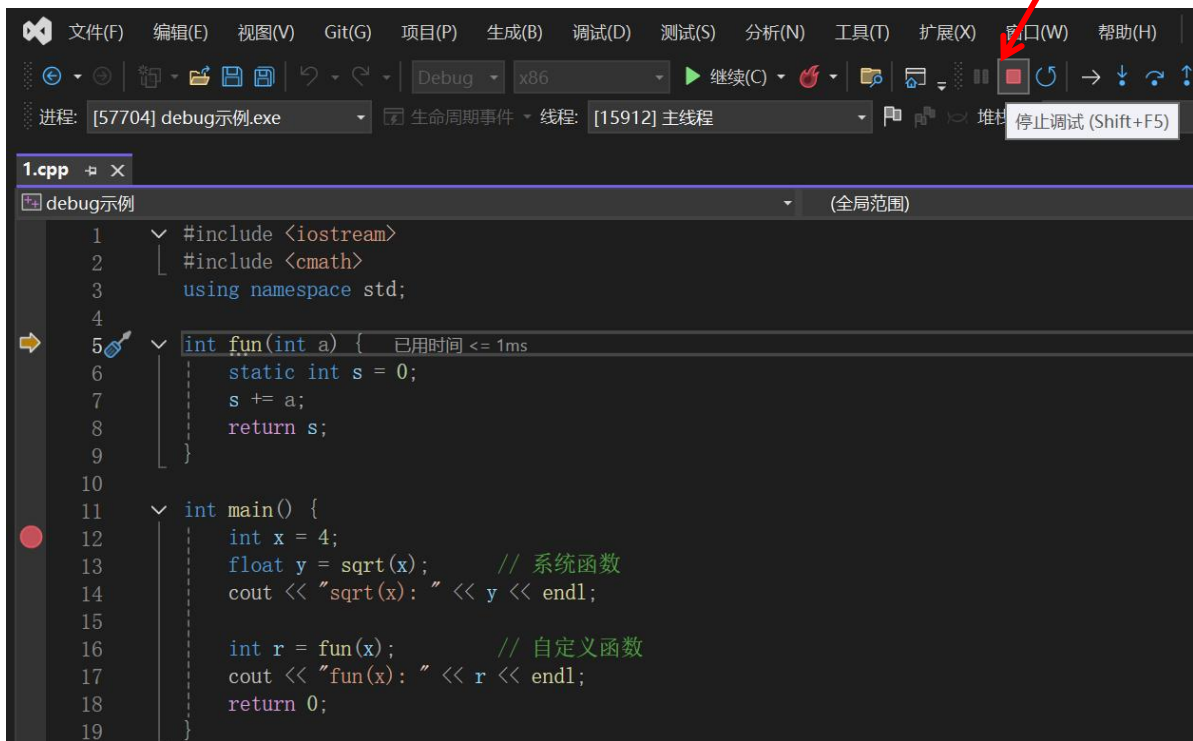 文件(F) 编辑(E) 视图(V) Git(G) 项目(P) 生成(B) 调试(D) 测试(S) 分析(N) 工具(T) 扩展(X) 窗口(W) 帮助(H)
Debug x86 继续(C)
进程: [57704] debug示例.exe 生命周期事件 线程: [15912] 主线程
停止调试 (Shift+F5)
1.cpp
debug示例 (全局范围)
1 #include <iostream>
2 #include <cmath>
3 using namespace std;
4
5 int fun(int a) { 已用时间 <= 1ms
6 static int s = 0;
7 s += a;
8 return s;
9 }
10
11 int main() {
12 int x = 4;
13 float y = sqrt(x); // 系统函数
14 cout << "sqrt(x): " << y << endl;
15
16 int r = fun(x); // 自定义函数
17 cout << "fun(x): " << r << endl;
18 return 0;
19 }